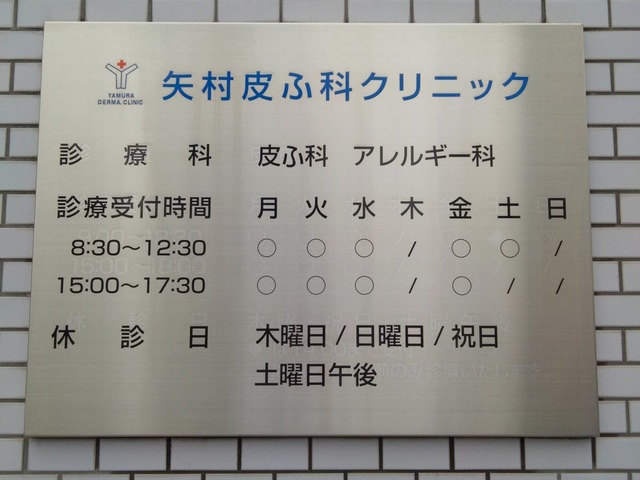 YAMURA
DERMA.CLINIC
矢村皮ふ科クリニック
診療科 皮ふ科 アレルギー科
診療受付時間 月 火 水 木 金 土 日
8:30～12:30 ○ ○ ○ / ○ ○ /
15:00～17:30 ○ ○ ○ / ○ / /
休診日 木曜日/日曜日/祝日
土曜日午後